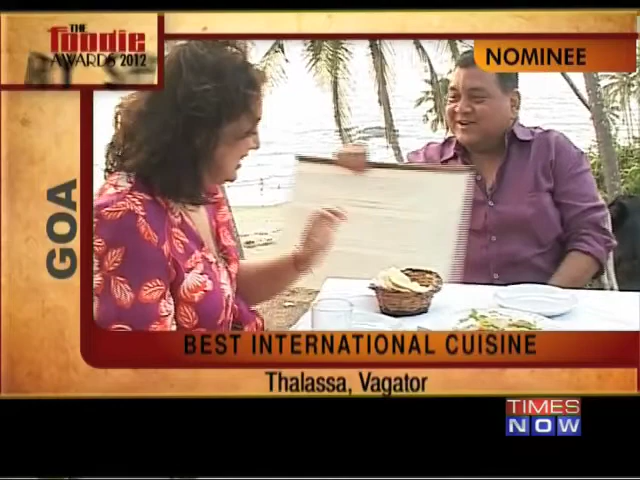 THE
foodie
AWARDS 2012
NOMINEE
GOA
BEST INTERNATIONAL CUISINE
Thalassa, Vagator
TIMES
NOW